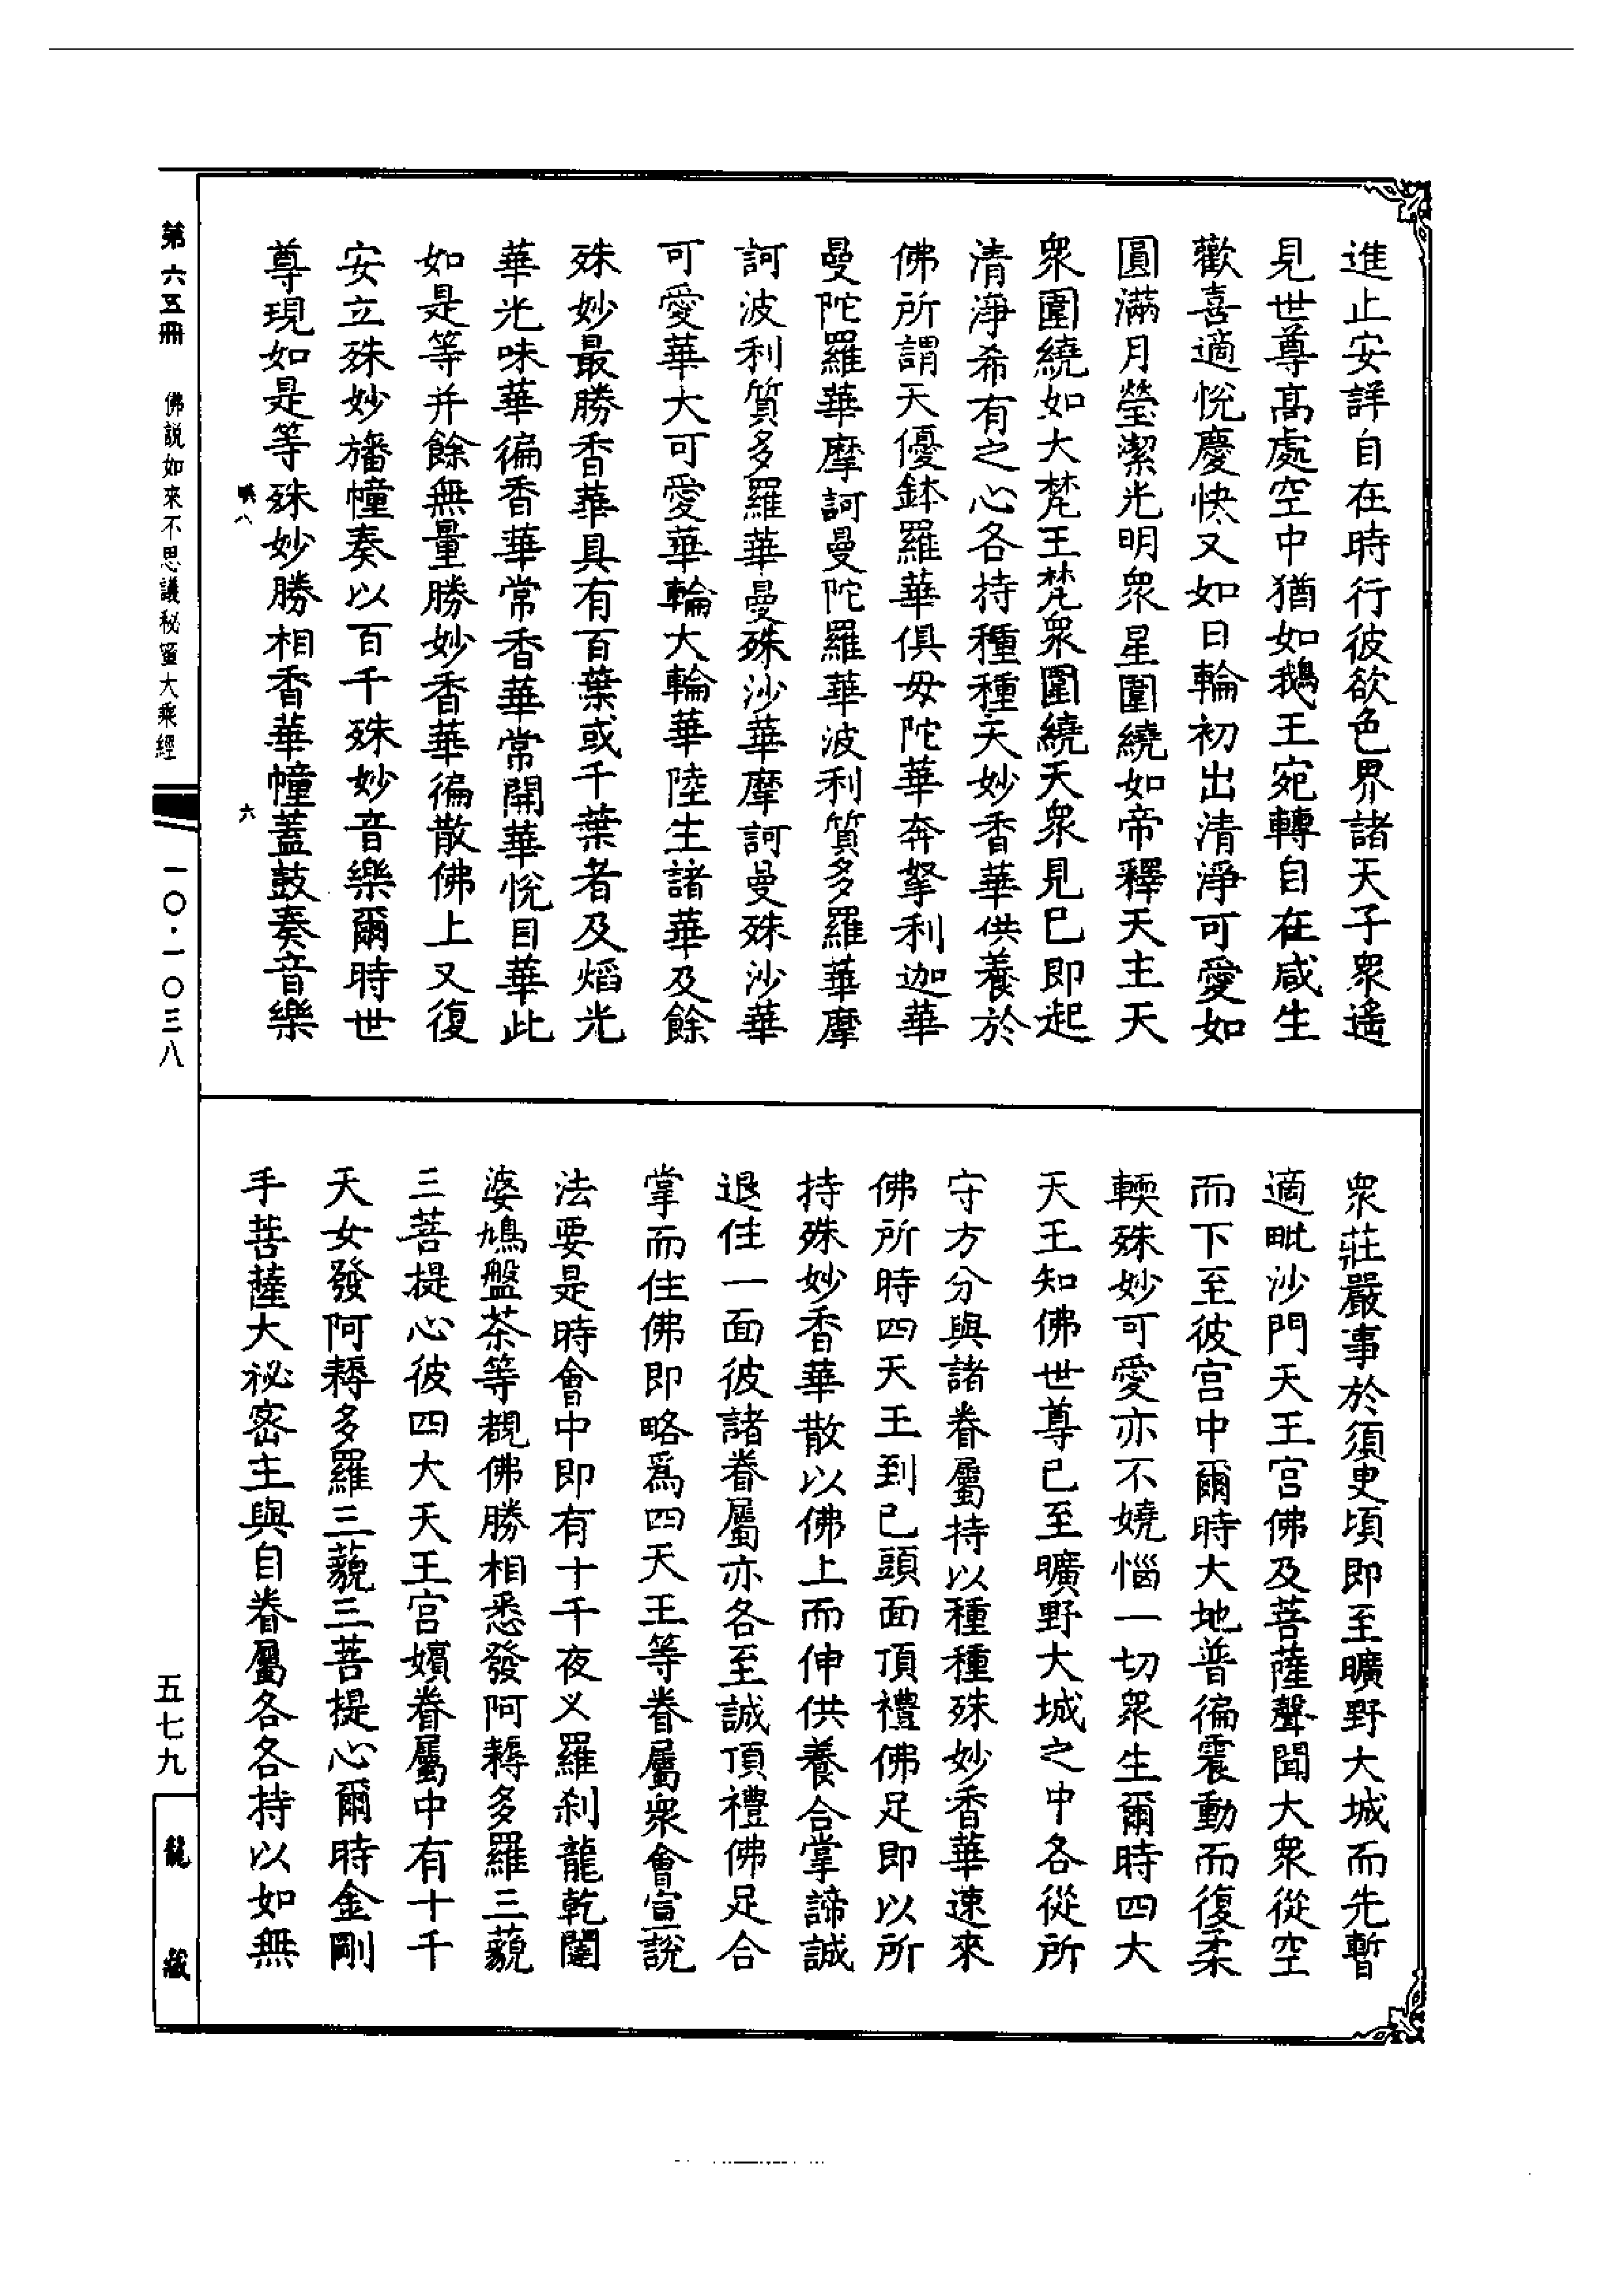 進止安詳自在時行彼欲色界諸天子衆遙
見世尊髙處空中猶如鵝王宛轉自在咸生
歡喜適悅慶快又如日輪初出清淨可愛如
圓滿月瑩潔光明衆星圍繞如帝釋天主天
衆圍繞如大梵王梵衆圍繞天衆見已即起
清淨希有之心各持種種天妙香華供養於
佛所謂天優鉢羅華俱毋陀華奔拏利迦華
曼陀羅華摩訶曼陀羅華波利質多羅華摩
訶波利質多羅華曼殊沙華摩訶曼殊沙華
可愛華大可愛華輪大輪華陸生諸華及餘
殊妙最勝香華具有百葉或千葉者及熖光
華光味華徧香華常香華常開華悅目華此
如是等并餘無量勝妙香華徧散佛上又復
安立殊妙旛幢奏以百千殊妙音樂爾時世
尊現如是等殊妙勝相香華幢蓋鼓奏音樂
衆莊嚴事於須臾頃即至曠野大城而先暫
適毗沙門天王宮佛及菩薩聲聞大衆從空
而下至彼宮中爾時大地普徧震動而復柔
輭殊妙可愛亦不嬈惱一切衆生爾時四大
天王知佛世尊已至曠野大城之中各從所
守方分與諸眷屬持以種種殊妙香華速來
佛所時四天王到已頭面頂禮佛足即以所
持殊妙香華散以佛上而伸供養合掌諦誠
退住一面彼諸眷屬亦各至誠頂禮佛足合
掌而住佛即略爲四天王等眷屬衆會宣說
法要是時會中即有十千夜叉羅刹龍乾闥
婆鳩盤茶等覩佛勝相悉發阿耨多羅三藐
三菩提心彼四大天王宮嬪眷屬中有十千
天女發阿耨多羅三藐三菩提心爾時金剛
手菩薩大祕密主與自眷屬各各持以如無
第六五冊 佛説如來不思議秘密大乘經
一〇·一〇三八
五七九
龍藏
八
六